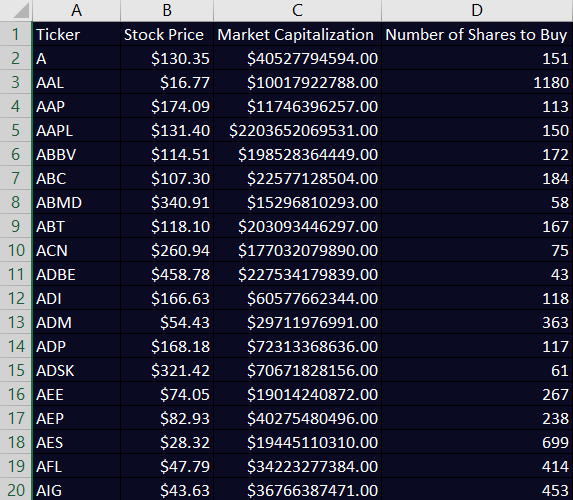 A B C D
1 Ticker Stock Price Market Capitalization Number of Shares to Buy
2 A $130.35 $40527794594.00 151
3 AAL $16.77 $10017922788.00 1180
4 AAP $174.09 $11746396257.00 113
5 AAPL $131.40 $2203652069531.00 150
6 ABBV $114.51 $198528364449.00 172
7 ABC $107.30 $22577128504.00 184
8 ABMD $340.91 $15296810293.00 58
9 ABT $118.10 $203093446297.00 167
10 ACN $260.94 $177032079890.00 75
11 ADBE $458.78 $227534179839.00 43
12 ADI $166.63 $60577662344.00 118
13 ADM $54.43 $29711976991.00 363
14 ADP $168.18 $72313368636.00 117
15 ADSK $321.42 $70671828156.00 61
16 AEE $74.05 $19014240872.00 267
17 AEP $82.93 $40275480496.00 238
18 AES $28.32 $19445110310.00 699
19 AFL $47.79 $34223277384.00 414
20 AIG $43.63 $36766387471.00 453